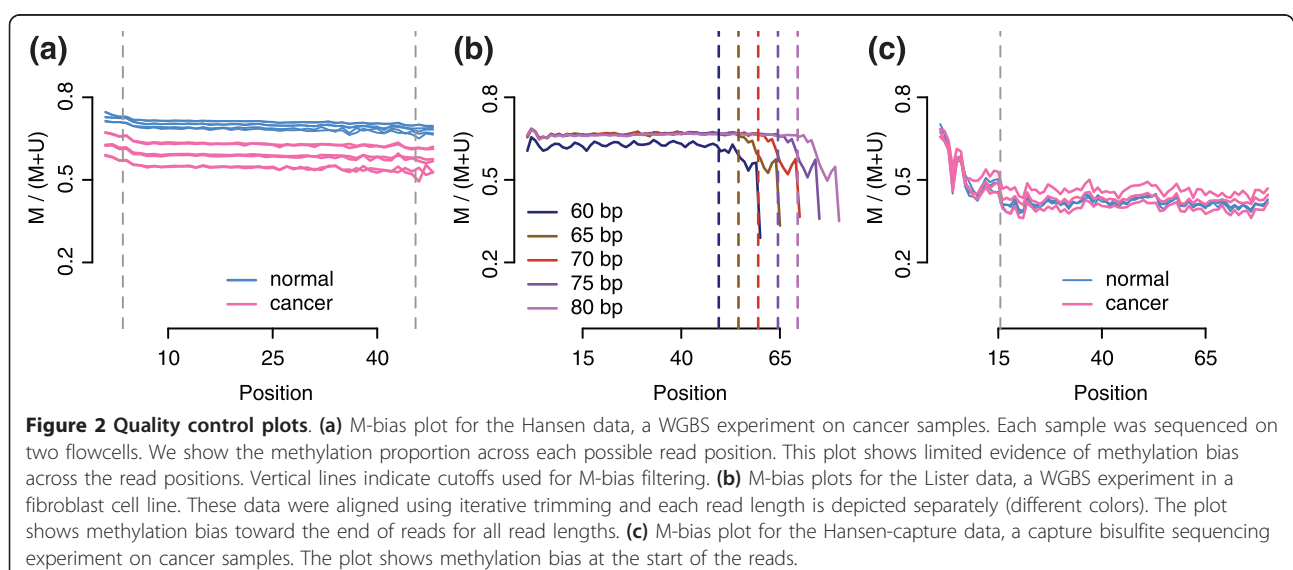 (a)
(b)
(c)
M / (M+U)
0.8
0.5
0.2
normal
cancer
10
25
40
Position
M / (M+U)
0.8
0.5
0.2
60 bp
65 bp
70 bp
75 bp
80 bp
15
40
65
Position
M / (M+U)
0.8
0.5
0.2
normal
cancer
15
40
65
Position
Figure 2 Quality control plots. (a) M-bias plot for the Hansen data, a WGBS experiment on cancer samples. Each sample was sequenced on
two flowcells. We show the methylation proportion across each possible read position. This plot shows limited evidence of methylation bias
across the read positions. Vertical lines indicate cutoffs used for M-bias filtering. (b) M-bias plots for the Lister data, a WGBS experiment in a
fibroblast cell line. These data were aligned using iterative trimming and each read length is depicted separately (different colors). The plot
shows methylation bias toward the end of reads for all read lengths. (c) M-bias plot for the Hansen-capture data, a capture bisulfite sequencing
experiment on cancer samples. The plot shows methylation bias at the start of the reads.